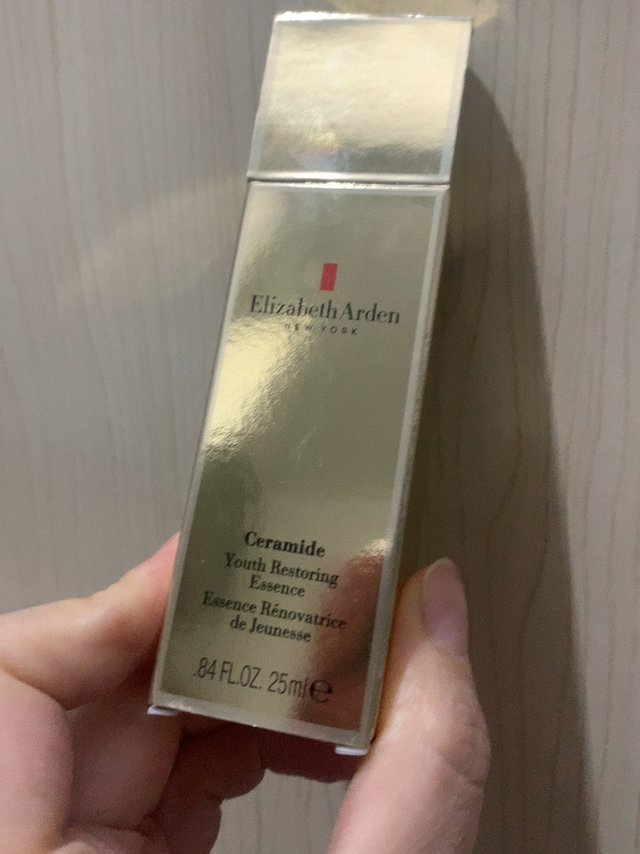 Elizabeth Arden
NEW YORK
Ceramide
Youth Restoring
Essence
Essence Rénovatrice
de Jeunesse
.84 FL.OZ. 25ml e